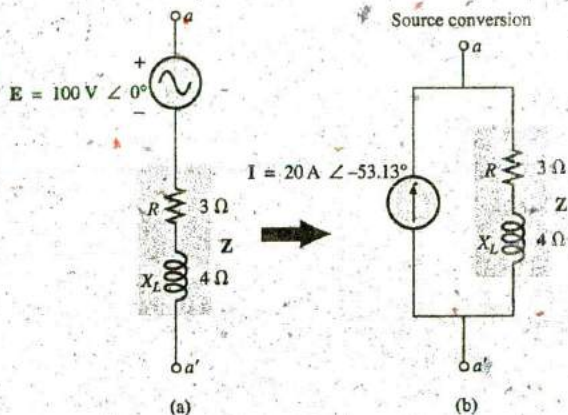 Source conversion
a
+
E = 100 V ∠ 0°
−
R 3 Ω
Z
X_L 4 Ω
a'
(a)
a
I = 20 A ∠ −53.13°
R 3 Ω
Z
X_L 4 Ω
a'
(b)